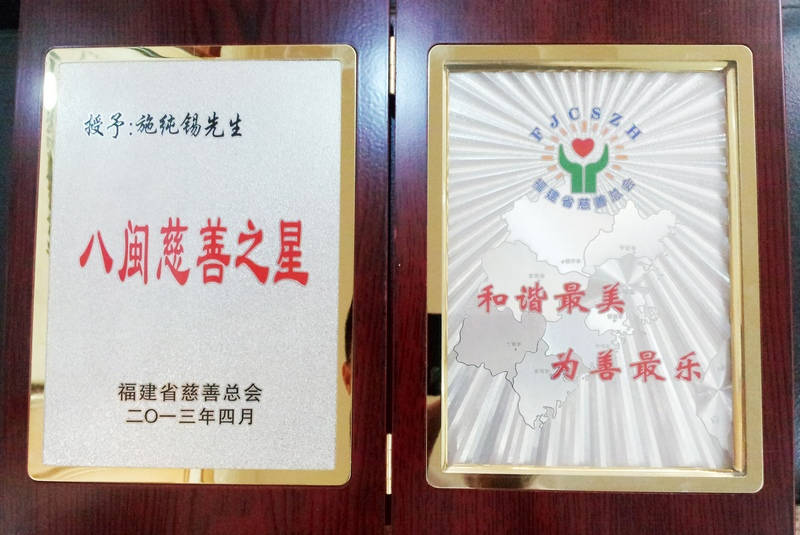 授予:施纯锡先生
八闽慈善之星
福建省慈善总会
二〇一三年四月
FJCSZH
福建省慈善总会
和谐最美
为善最乐